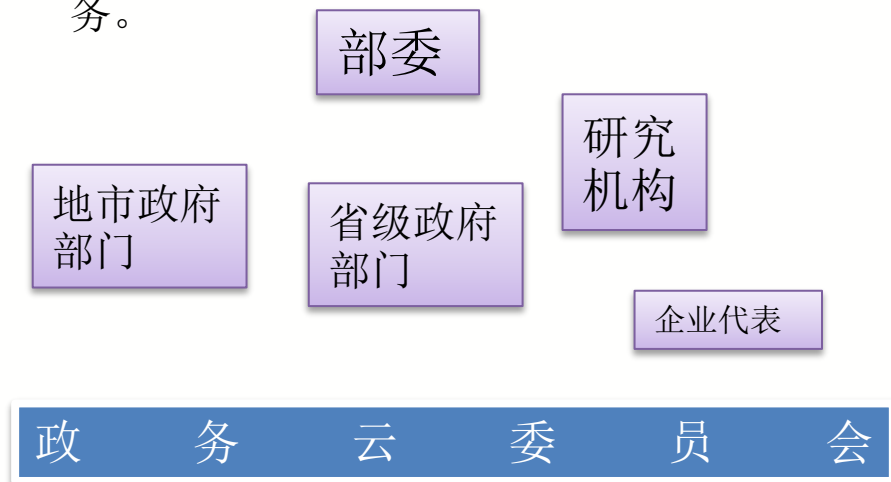 务。
部委
研究
机构
地市政府
部门
省级政府
部门
企业代表
政务云委员会